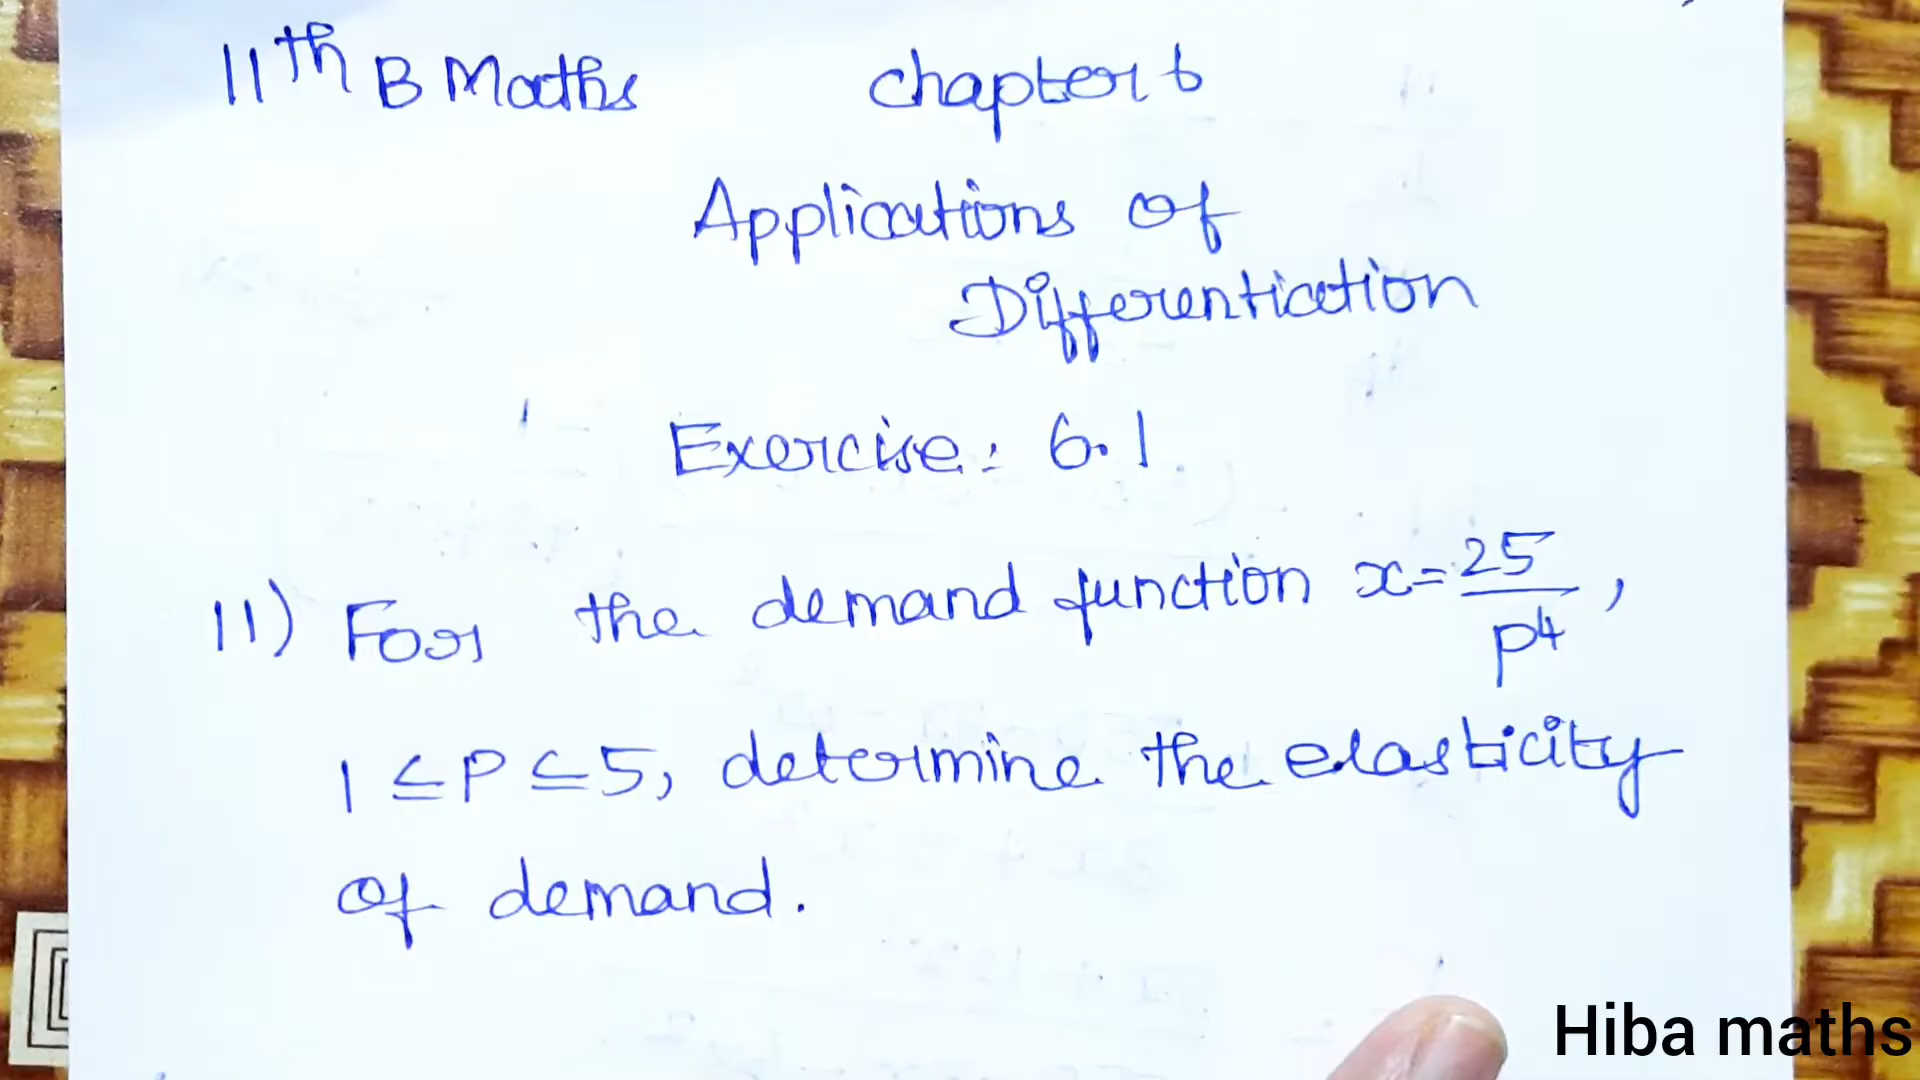 11th B Maths chapter 6
Applications of
Differentiation
Exercise: 6.1
11) For the demand function x = 25/p⁴,
1 ≤ P ≤ 5, determine the elasticity
of demand.
Hiba maths